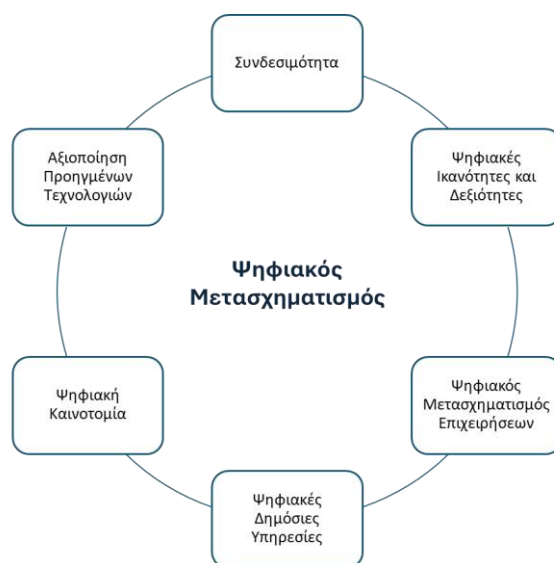 Συνδεσιμότητα
Ψηφιακές
Ικανότητες και
Δεξιότητες
Ψηφιακός
Μετασχηματισμός
Επιχειρήσεων
Ψηφιακές
Δημόσιες
Υπηρεσίες
Ψηφιακή
Καινοτομία
Αξιοποίηση
Προηγμένων
Τεχνολογιών
Ψηφιακός
Μετασχηματισμός